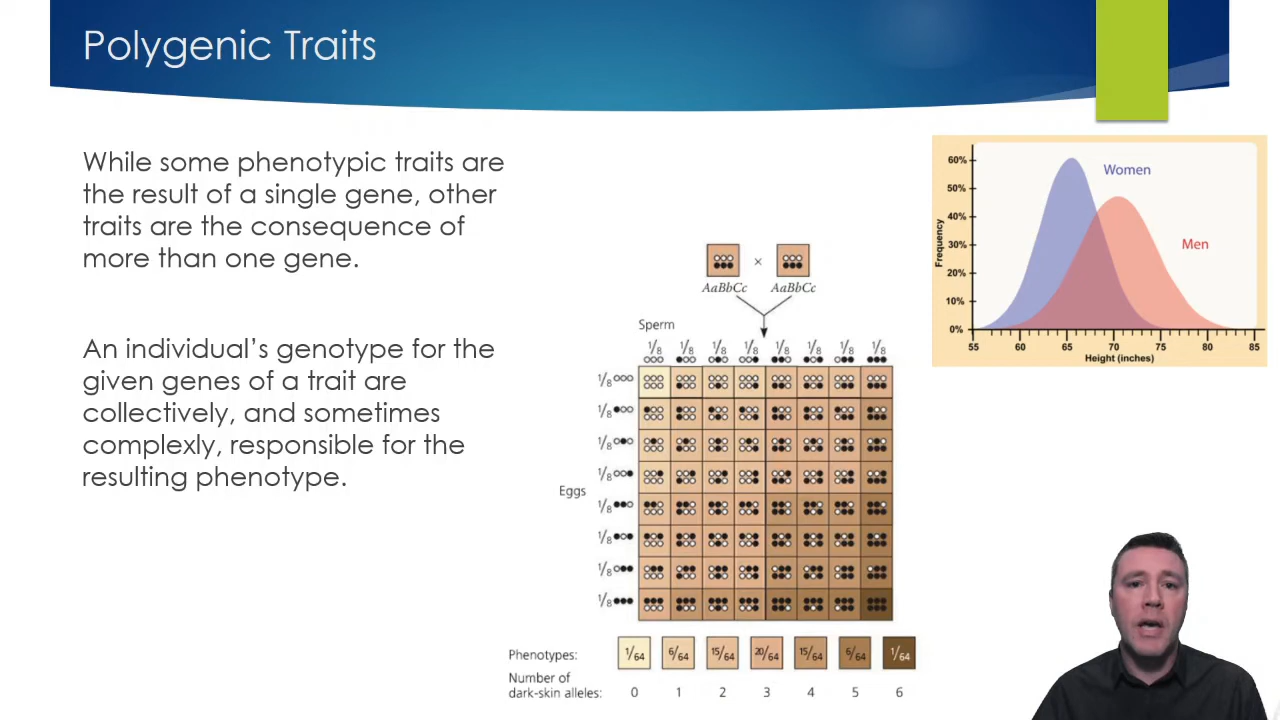 Polygenic Traits
While some phenotypic traits are
the result of a single gene, other
traits are the consequence of
more than one gene.
An individual’s genotype for the
given genes of a trait are
collectively, and sometimes
complexly, responsible for the
resulting phenotype.
AaBbCc × AaBbCc
Sperm
1/8 1/8 1/8 1/8 1/8 1/8 1/8 1/8
1/8
1/8
1/8
1/8
Eggs
1/8
1/8
1/8
1/8
Phenotypes: 1/64 6/64 15/64 20/64 15/64 6/64 1/64
Number of
dark-skin alleles: 0 1 2 3 4 5 6
Women
Men
Frequency
60%
50%
40%
30%
20%
10%
0%
55 60 65 70 75 80 85
Height (inches)